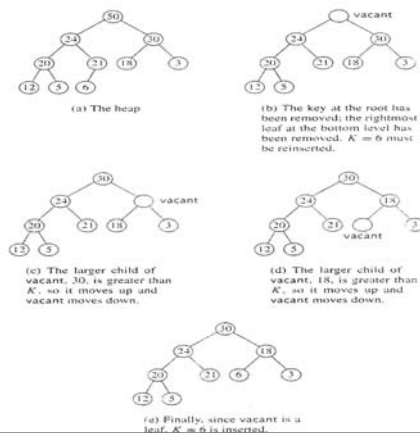 50
vacant
24
30
24
30
20
21
18
3
20
21
18
3
12
5
6
12
5
(a) The heap
(b) The key at the root has
been removed; the rightmost
leaf at the bottom level has
been removed. K = 6 must
be reinserted.
30
30
24
vacant
24
18
20
21
18
3
20
21
3
12
5
12
5
vacant
(c) The larger child of
vacant, 30, is greater than
K, so it moves up and
vacant moves down.
(d) The larger child of
vacant, 18, is greater than
K, so it moves up and
vacant moves down.
30
24
18
20
21
6
3
12
5
(e) Finally, since vacant is a
leaf, K = 6 is inserted.